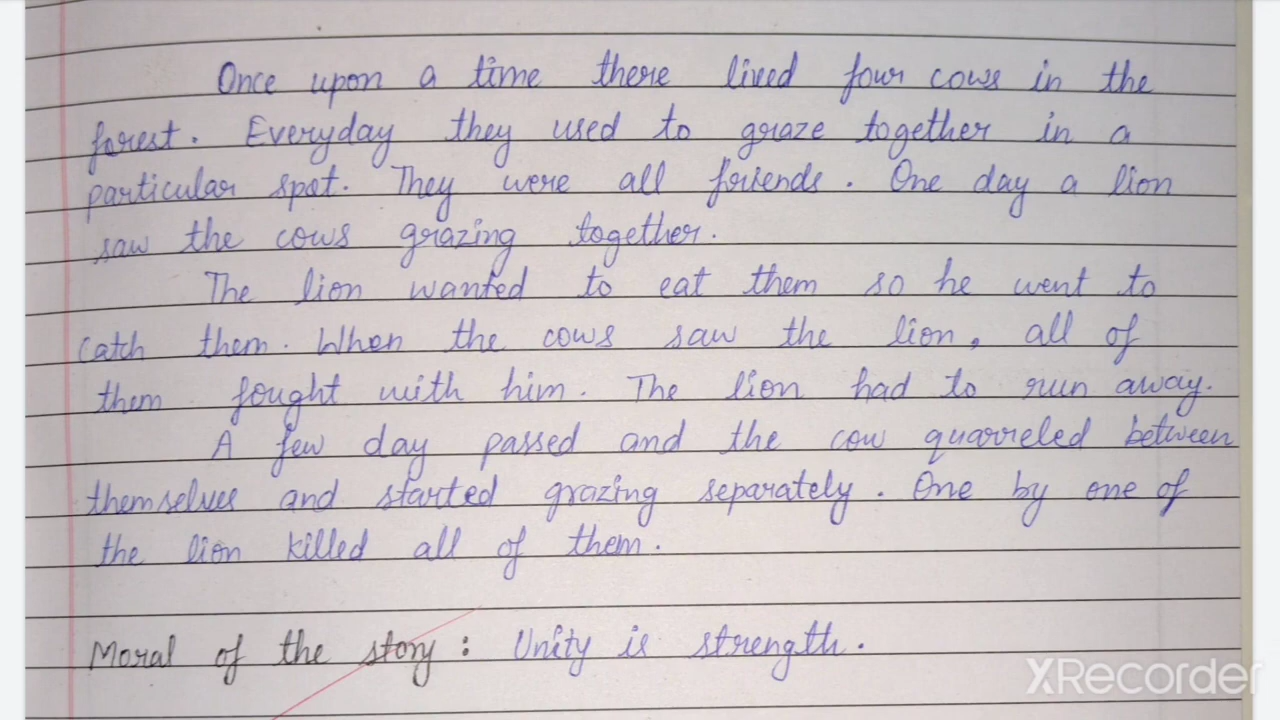 Once upon a time there lived four cows in the
forest. Everyday they used to graze together in a
particular spot. They were all friends. One day a lion
saw the cows grazing together.
The lion wanted to eat them so he went to
catch them. When the cows saw the lion, all of
them fought with him. The lion had to run away.
A few day passed and the cow quarreled between
themselves and started grazing separately. One by one of
the lion killed all of them.
Moral of the story : Unity is strength.
XRecorder